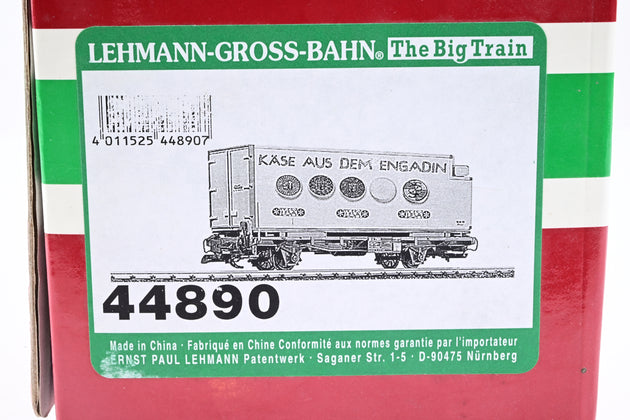 LEHMANN-GROSS-BAHN® The Big Train
4 011525 448907
KÄSE AUS DEM ENGADIN
44890
Made in China · Fabriqué en Chine Conformité aux normes garantie par l'importateur
ERNST PAUL LEHMANN Patentwerk · Saganer Str. 1-5 · D-90475 Nürnberg